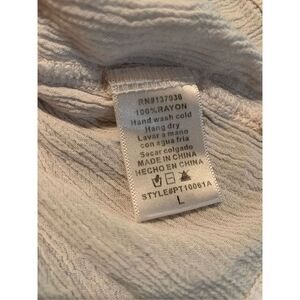 RN#137936
100%RAYON
Hand wash cold
Hang dry
Lavar a mano
con agua fria
Secar colgado
MADE IN CHINA
HECHO EN CHINA
STYLE#PT10061A
L